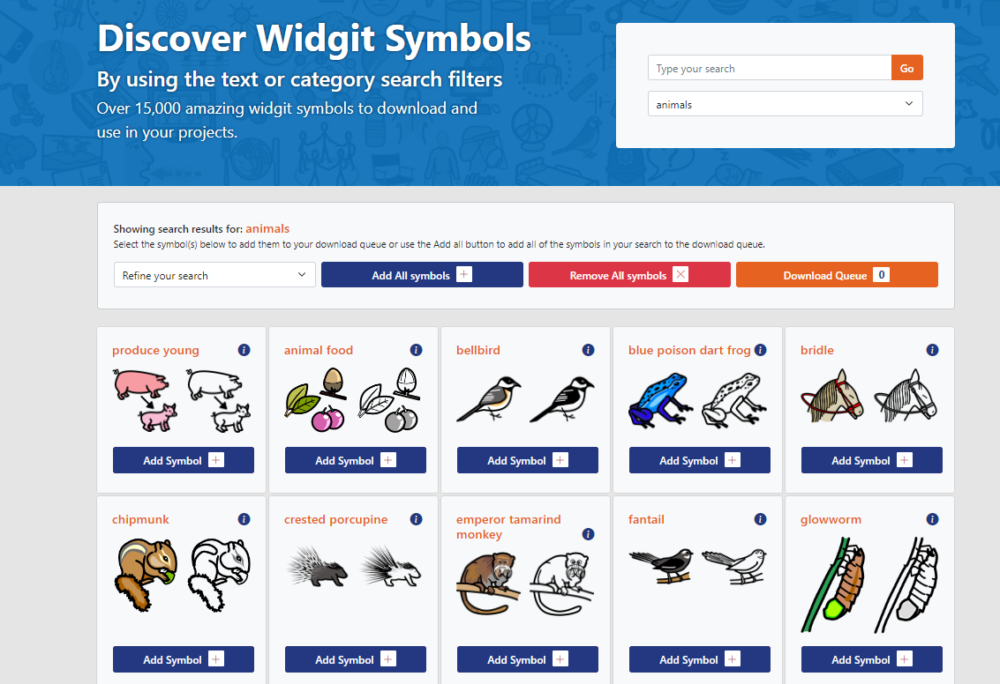 Discover Widgit Symbols
By using the text or category search filters
Over 15,000 amazing widgit symbols to download and
use in your projects.
Type your search
Go
animals
Showing search results for: animals
Select the symbol(s) below to add them to your download queue or use the Add all button to add all of the symbols in your search to the download queue.
Refine your search
Add All symbols +
Remove All symbols
Download Queue 0
produce young
animal food
bellbird
blue poison dart frog
bridle
Add Symbol +
Add Symbol +
Add Symbol +
Add Symbol +
Add Symbol +
chipmunk
crested porcupine
emperor tamarind
monkey
fantail
glowworm
Add Symbol +
Add Symbol +
Add Symbol +
Add Symbol +
Add Symbol +